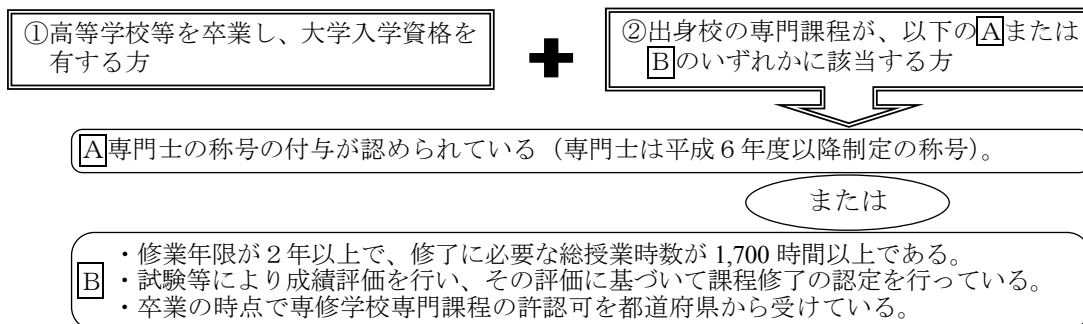 ①高等学校等を卒業し、大学入学資格を
有する方
②出身校の専門課程が、以下のAまたは
Bのいずれかに該当する方
A専門士の称号の付与が認められている（専門士は平成６年度以降制定の称号）。
または
B
・修業年限が２年以上で、修了に必要な総授業時数が 1,700 時間以上である。
・試験等により成績評価を行い、その評価に基づいて課程修了の認定を行っている。
・卒業の時点で専修学校専門課程の許認可を都道府県から受けている。